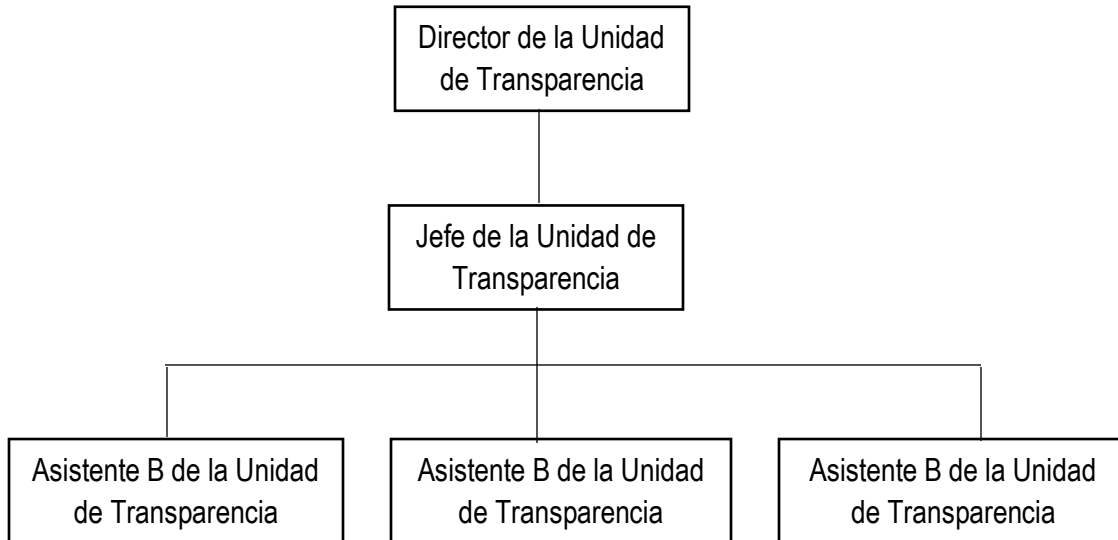 Director de la Unidad
de Transparencia
Jefe de la Unidad de
Transparencia
Asistente B de la Unidad
de Transparencia
Asistente B de la Unidad
de Transparencia
Asistente B de la Unidad
de Transparencia